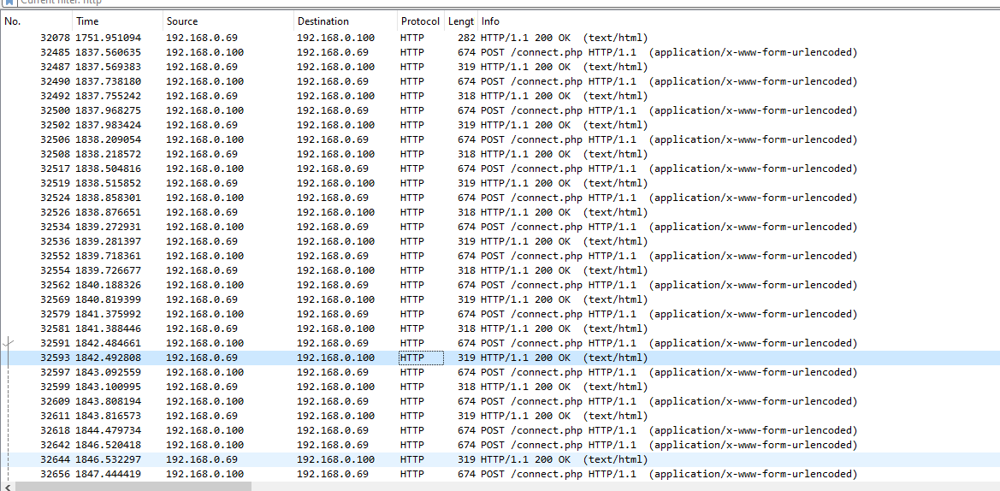 Current filter: http
No. Time Source Destination Protocol Lengt Info
32078 1751.951094 192.168.0.69 192.168.0.100 HTTP 282 HTTP/1.1 200 OK (text/html)
32485 1837.560635 192.168.0.100 192.168.0.69 HTTP 674 POST /connect.php HTTP/1.1 (application/x-www-form-urlencoded)
32487 1837.569383 192.168.0.69 192.168.0.100 HTTP 319 HTTP/1.1 200 OK (text/html)
32490 1837.738180 192.168.0.100 192.168.0.69 HTTP 674 POST /connect.php HTTP/1.1 (application/x-www-form-urlencoded)
32492 1837.755242 192.168.0.69 192.168.0.100 HTTP 318 HTTP/1.1 200 OK (text/html)
32500 1837.968275 192.168.0.100 192.168.0.69 HTTP 674 POST /connect.php HTTP/1.1 (application/x-www-form-urlencoded)
32502 1837.983424 192.168.0.69 192.168.0.100 HTTP 319 HTTP/1.1 200 OK (text/html)
32506 1838.209054 192.168.0.100 192.168.0.69 HTTP 674 POST /connect.php HTTP/1.1 (application/x-www-form-urlencoded)
32508 1838.218572 192.168.0.69 192.168.0.100 HTTP 318 HTTP/1.1 200 OK (text/html)
32517 1838.504816 192.168.0.100 192.168.0.69 HTTP 674 POST /connect.php HTTP/1.1 (application/x-www-form-urlencoded)
32519 1838.515852 192.168.0.69 192.168.0.100 HTTP 319 HTTP/1.1 200 OK (text/html)
32524 1838.858301 192.168.0.100 192.168.0.69 HTTP 674 POST /connect.php HTTP/1.1 (application/x-www-form-urlencoded)
32526 1838.876651 192.168.0.69 192.168.0.100 HTTP 318 HTTP/1.1 200 OK (text/html)
32534 1839.272931 192.168.0.100 192.168.0.69 HTTP 674 POST /connect.php HTTP/1.1 (application/x-www-form-urlencoded)
32536 1839.281397 192.168.0.69 192.168.0.100 HTTP 319 HTTP/1.1 200 OK (text/html)
32552 1839.718361 192.168.0.100 192.168.0.69 HTTP 674 POST /connect.php HTTP/1.1 (application/x-www-form-urlencoded)
32554 1839.726677 192.168.0.69 192.168.0.100 HTTP 318 HTTP/1.1 200 OK (text/html)
32562 1840.188326 192.168.0.100 192.168.0.69 HTTP 674 POST /connect.php HTTP/1.1 (application/x-www-form-urlencoded)
32569 1840.819399 192.168.0.69 192.168.0.100 HTTP 319 HTTP/1.1 200 OK (text/html)
32579 1841.375992 192.168.0.100 192.168.0.69 HTTP 674 POST /connect.php HTTP/1.1 (application/x-www-form-urlencoded)
32581 1841.388446 192.168.0.69 192.168.0.100 HTTP 318 HTTP/1.1 200 OK (text/html)
32591 1842.484661 192.168.0.100 192.168.0.69 HTTP 674 POST /connect.php HTTP/1.1 (application/x-www-form-urlencoded)
32593 1842.492808 192.168.0.69 192.168.0.100 HTTP 319 HTTP/1.1 200 OK (text/html)
32597 1843.092559 192.168.0.100 192.168.0.69 HTTP 674 POST /connect.php HTTP/1.1 (application/x-www-form-urlencoded)
32599 1843.100995 192.168.0.69 192.168.0.100 HTTP 318 HTTP/1.1 200 OK (text/html)
32609 1843.808194 192.168.0.100 192.168.0.69 HTTP 674 POST /connect.php HTTP/1.1 (application/x-www-form-urlencoded)
32611 1843.816573 192.168.0.69 192.168.0.100 HTTP 319 HTTP/1.1 200 OK (text/html)
32618 1844.479734 192.168.0.100 192.168.0.69 HTTP 674 POST /connect.php HTTP/1.1 (application/x-www-form-urlencoded)
32642 1846.520418 192.168.0.100 192.168.0.69 HTTP 674 POST /connect.php HTTP/1.1 (application/x-www-form-urlencoded)
32644 1846.532297 192.168.0.69 192.168.0.100 HTTP 319 HTTP/1.1 200 OK (text/html)
32656 1847.444419 192.168.0.100 192.168.0.69 HTTP 674 POST /connect.php HTTP/1.1 (application/x-www-form-urlencoded)